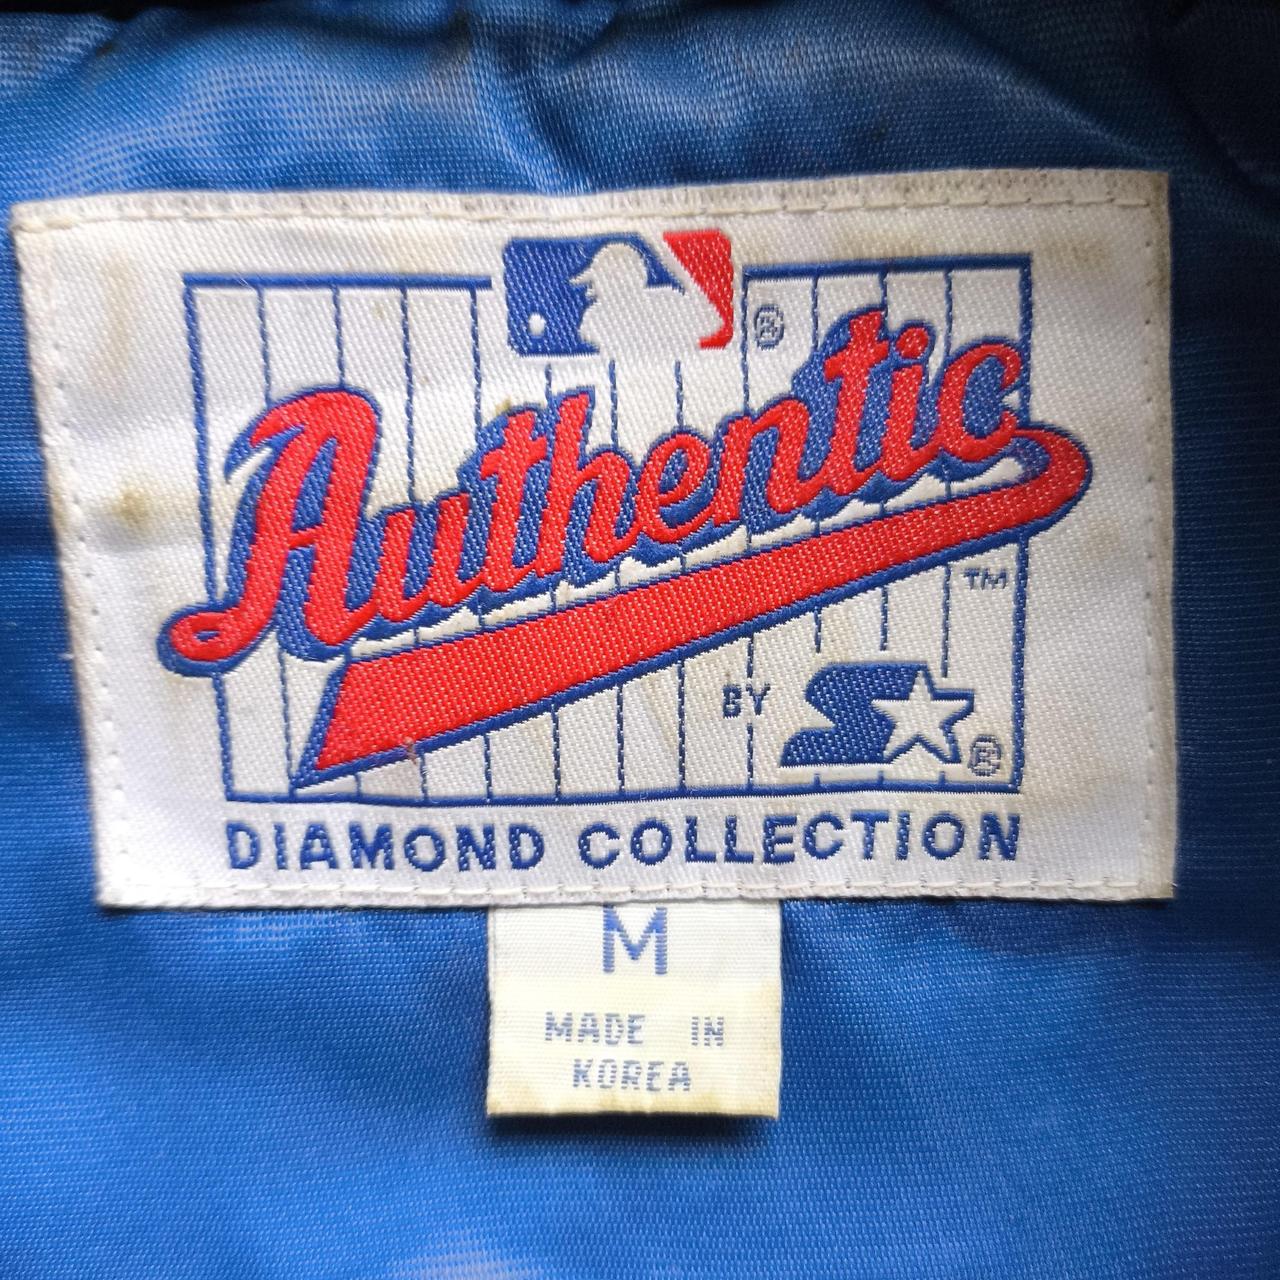 ®
Authentic
TM
BY
®
DIAMOND COLLECTION
M
MADE IN
KOREA